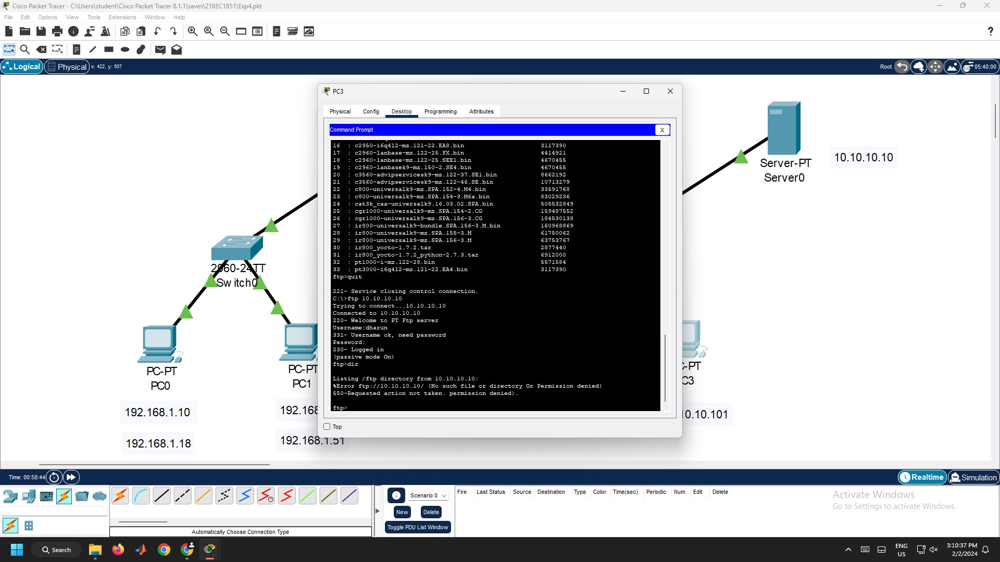 Cisco Packet Tracer - C:\Users\student\Cisco Packet Tracer 8.1.1\saves\21BEC1851\Exp4.pkt
File Edit Options View Tools Extensions Window Help
Logical Physical x: 422, y: 507 Root 05:40:00
PC3
Physical Config Desktop Programming Attributes
Command Prompt X
16 : c2950-i6q4l2-mz.121-22.EA8.bin 3117390
17 : c2960-lanbase-mz.122-25.FX.bin 4414921
18 : c2960-lanbase-mz.122-25.SEE1.bin 4670455
19 : c2960-lanbasek9-mz.150-2.SE4.bin 4670455
20 : c3560-advipservicesk9-mz.122-37.SE1.bin 8662192
21 : c3560-advipservicesk9-mz.122-46.SE.bin 10713279
22 : c800-universalk9-mz.SPA.152-4.M4.bin 33591768
23 : c800-universalk9-mz.SPA.154-3.M6a.bin 83029236
24 : cat3k_caa-universalk9.16.03.02.SPA.bin 505532849
25 : cgr1000-universalk9-mz.SPA.154-2.CG 159487552
26 : cgr1000-universalk9-mz.SPA.156-3.CG 184530138
27 : ir800-universalk9-bundle.SPA.156-3.M.bin 160968869
28 : ir800-universalk9-mz.SPA.155-3.M 61750062
29 : ir800-universalk9-mz.SPA.156-3.M 63753767
30 : ir800_yocto-1.7.2.tar 2877440
31 : ir800_yocto-1.7.2_python-2.7.3.tar 6912000
32 : pt1000-i-mz.122-28.bin 5571584
33 : pt3000-i6q4l2-mz.121-22.EA4.bin 3117390
ftp>quit
221- Service closing control connection.
C:\>ftp 10.10.10.10
Trying to connect...10.10.10.10
Connected to 10.10.10.10
220- Welcome to PT Ftp server
Username:dharun
331- Username ok, need password
Password:
230- Logged in
(passive mode On)
ftp>dir
Listing /ftp directory from 10.10.10.10:
%Error ftp://10.10.10.10/ (No such file or directory Or Permission denied)
550-Requested action not taken. permission denied).
ftp>
Top
Server-PT
Server0
10.10.10.10
2960-24TT
Switch0
PC-PT
PC0
192.168.1.10
192.168.1.18
PC-PT
PC1
192.168
192.168.1.51
C-PT
C3
0.10.101
Time: 00:58:44 Realtime Simulation
Scenario 0
New Delete
Toggle PDU List Window
Automatically Choose Connection Type
Fire Last Status Source Destination Type Color Time(sec) Periodic Num Edit Delete
Activate Windows
Go to Settings to activate Windows.
Search
ENG
US
3:10:37 PM
2/2/2024